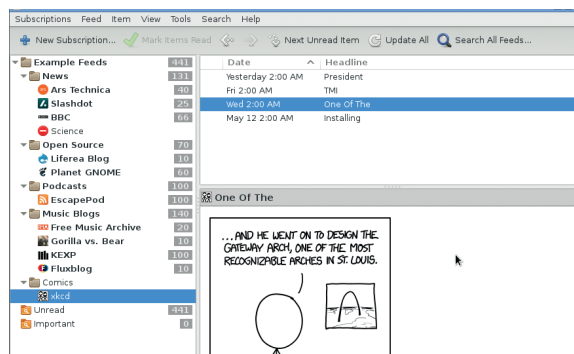 Subscriptions Feed Item View Tools Search Help
New Subscription... Mark Items Read Next Unread Item Update All Search All Feeds...
Example Feeds 441
News 131
Ars Technica 40
Slashdot 25
BBC 66
Science
Open Source 70
Liferea Blog 10
Planet GNOME 60
Podcasts 100
EscapePod 100
Music Blogs 140
Free Music Archive 20
Gorilla vs. Bear 10
KEXP 100
Fluxblog 10
Comics
xkcd
Unread 441
Important 0
Date Headline
Yesterday 2:00 AM President
Fri 2:00 AM TMI
Wed 2:00 AM One Of The
May 12 2:00 AM Installing
One Of The
...AND HE WENT ON TO DESIGN THE
GATEWAY ARCH, ONE OF THE MOST
RECOGNIZABLE ARCHES IN ST. LOUIS.